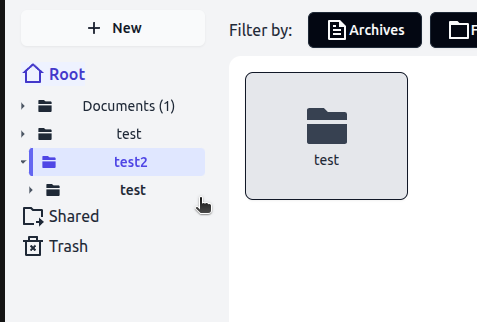 New
Filter by:
Archives
Root
Documents (1)
test
test2
test
Shared
Trash
test